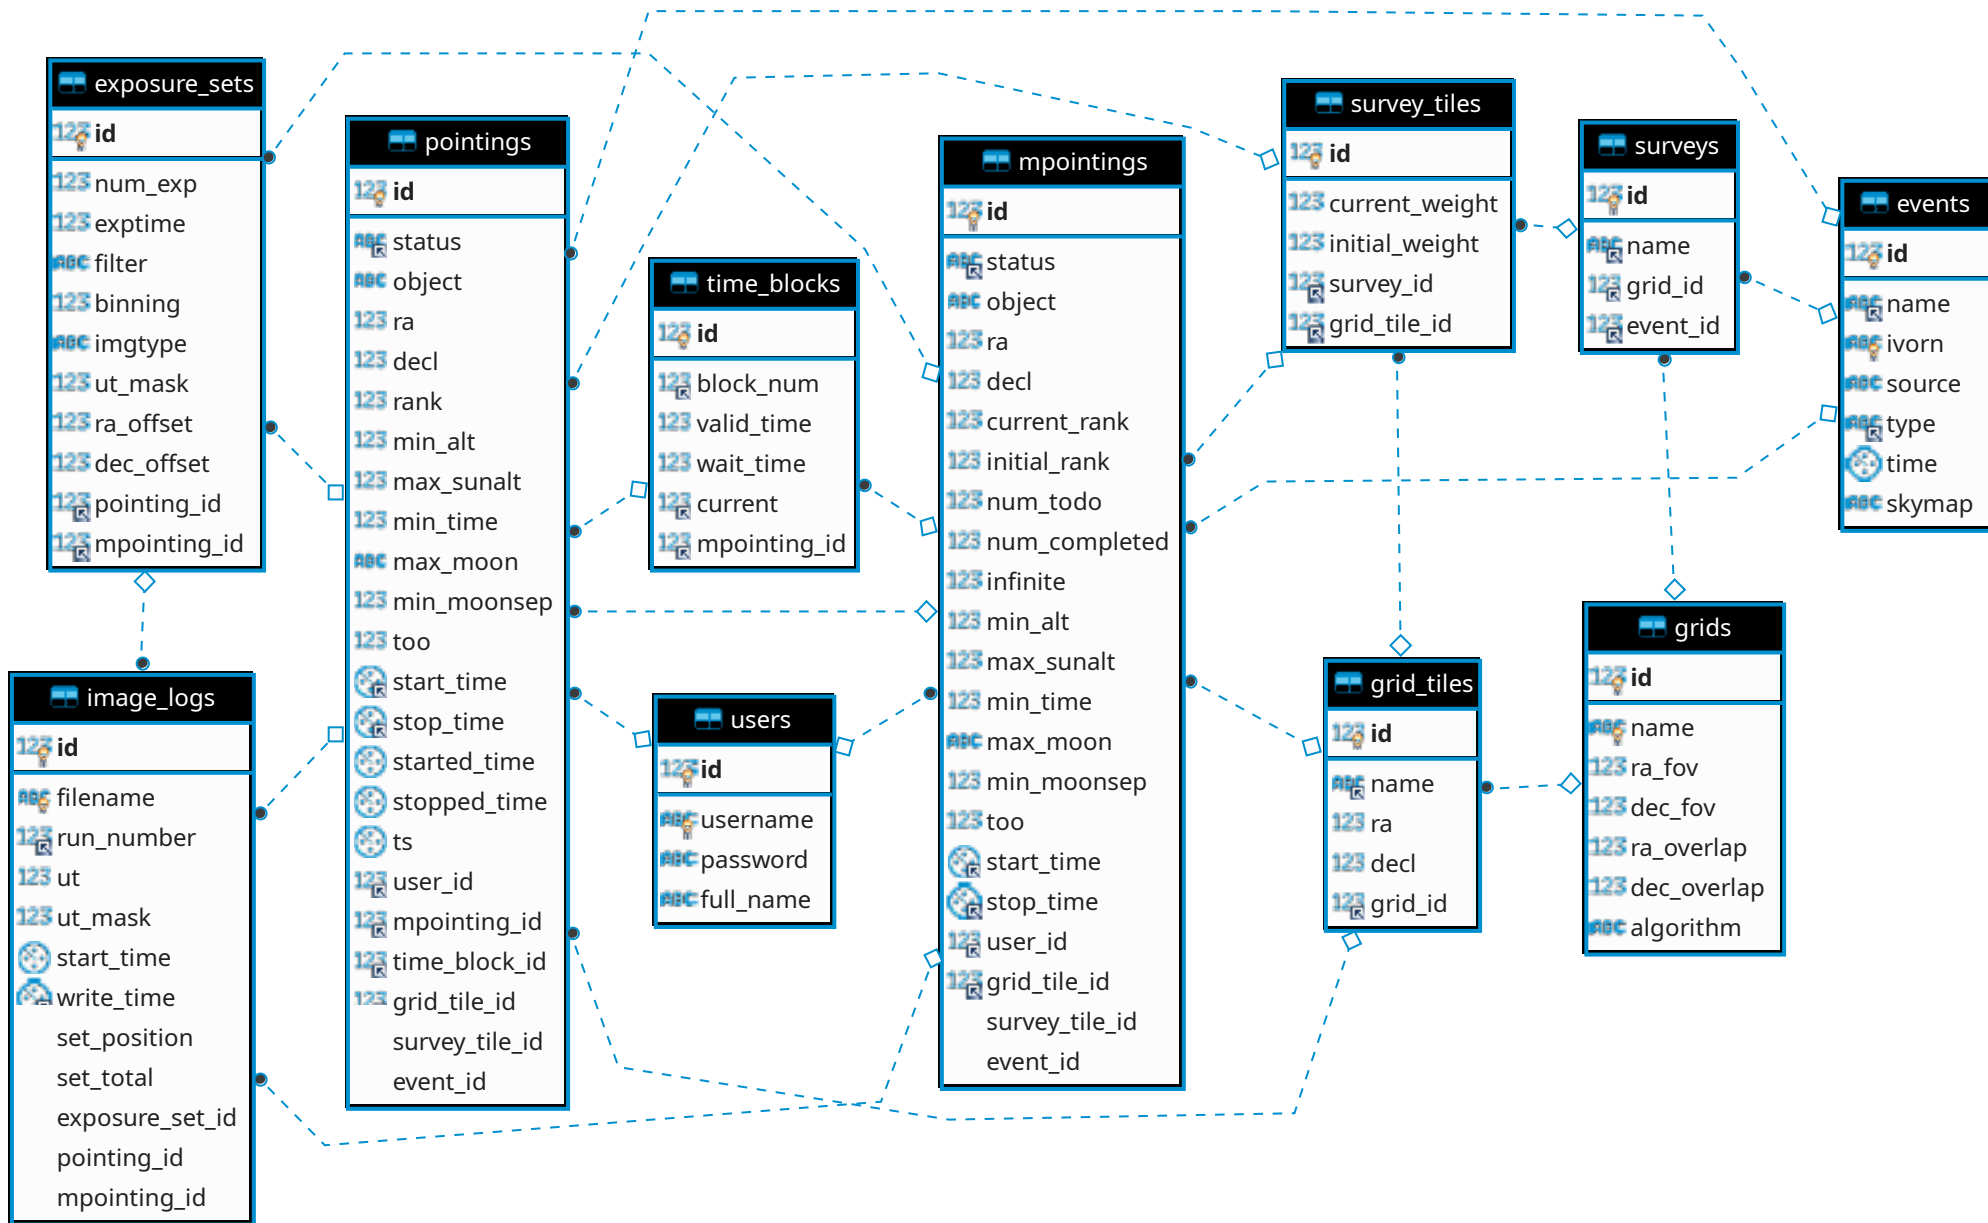 exposure_sets
id
num_exp
exptime
filter
binning
imgtype
ut_mask
ra_offset
dec_offset
pointing_id
mpointing_id
image_logs
id
filename
run_number
ut
ut_mask
start_time
write_time
set_position
set_total
exposure_set_id
pointing_id
mpointing_id
pointings
id
status
object
ra
decl
rank
min_alt
max_sunalt
min_time
max_moon
min_moonsep
too
start_time
stop_time
started_time
stopped_time
ts
user_id
mpointing_id
time_block_id
grid_tile_id
survey_tile_id
event_id
time_blocks
id
block_num
valid_time
wait_time
current
mpointing_id
users
id
username
password
full_name
mpointings
id
status
object
ra
decl
current_rank
initial_rank
num_todo
num_completed
infinite
min_alt
max_sunalt
min_time
max_moon
min_moonsep
too
start_time
stop_time
user_id
grid_tile_id
survey_tile_id
event_id
survey_tiles
id
current_weight
initial_weight
survey_id
grid_tile_id
grid_tiles
id
name
ra
decl
grid_id
surveys
id
name
grid_id
event_id
grids
id
name
ra_fov
dec_fov
ra_overlap
dec_overlap
algorithm
events
id
name
ivorn
source
type
time
skymap